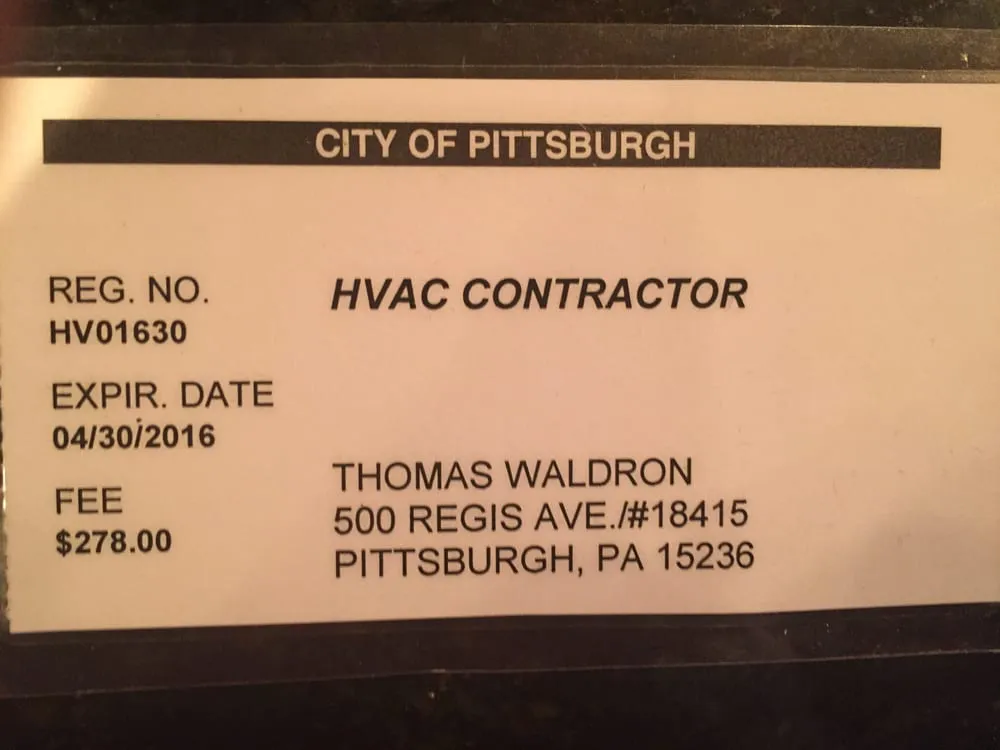 CITY OF PITTSBURGH
REG. NO.
HV01630
HVAC CONTRACTOR
EXPIR. DATE
04/30/2016
FEE
$278.00
THOMAS WALDRON
500 REGIS AVE./#18415
PITTSBURGH, PA 15236